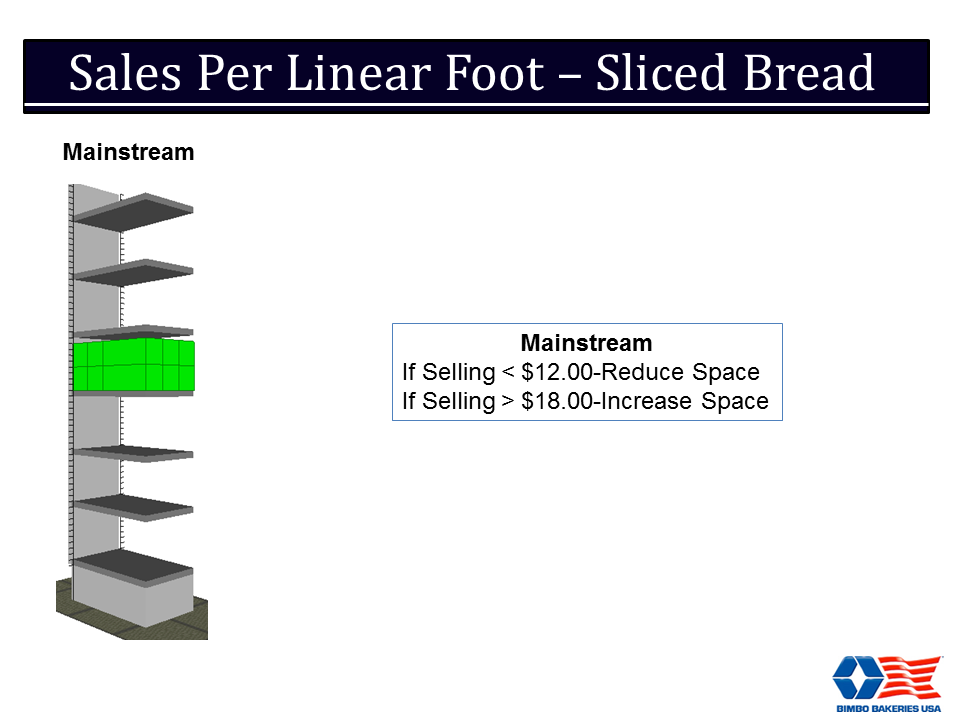 Sales Per Linear Foot – Sliced Bread
Mainstream
Mainstream
If Selling < $12.00-Reduce Space
If Selling > $18.00-Increase Space
BIMBO BAKERIES USA